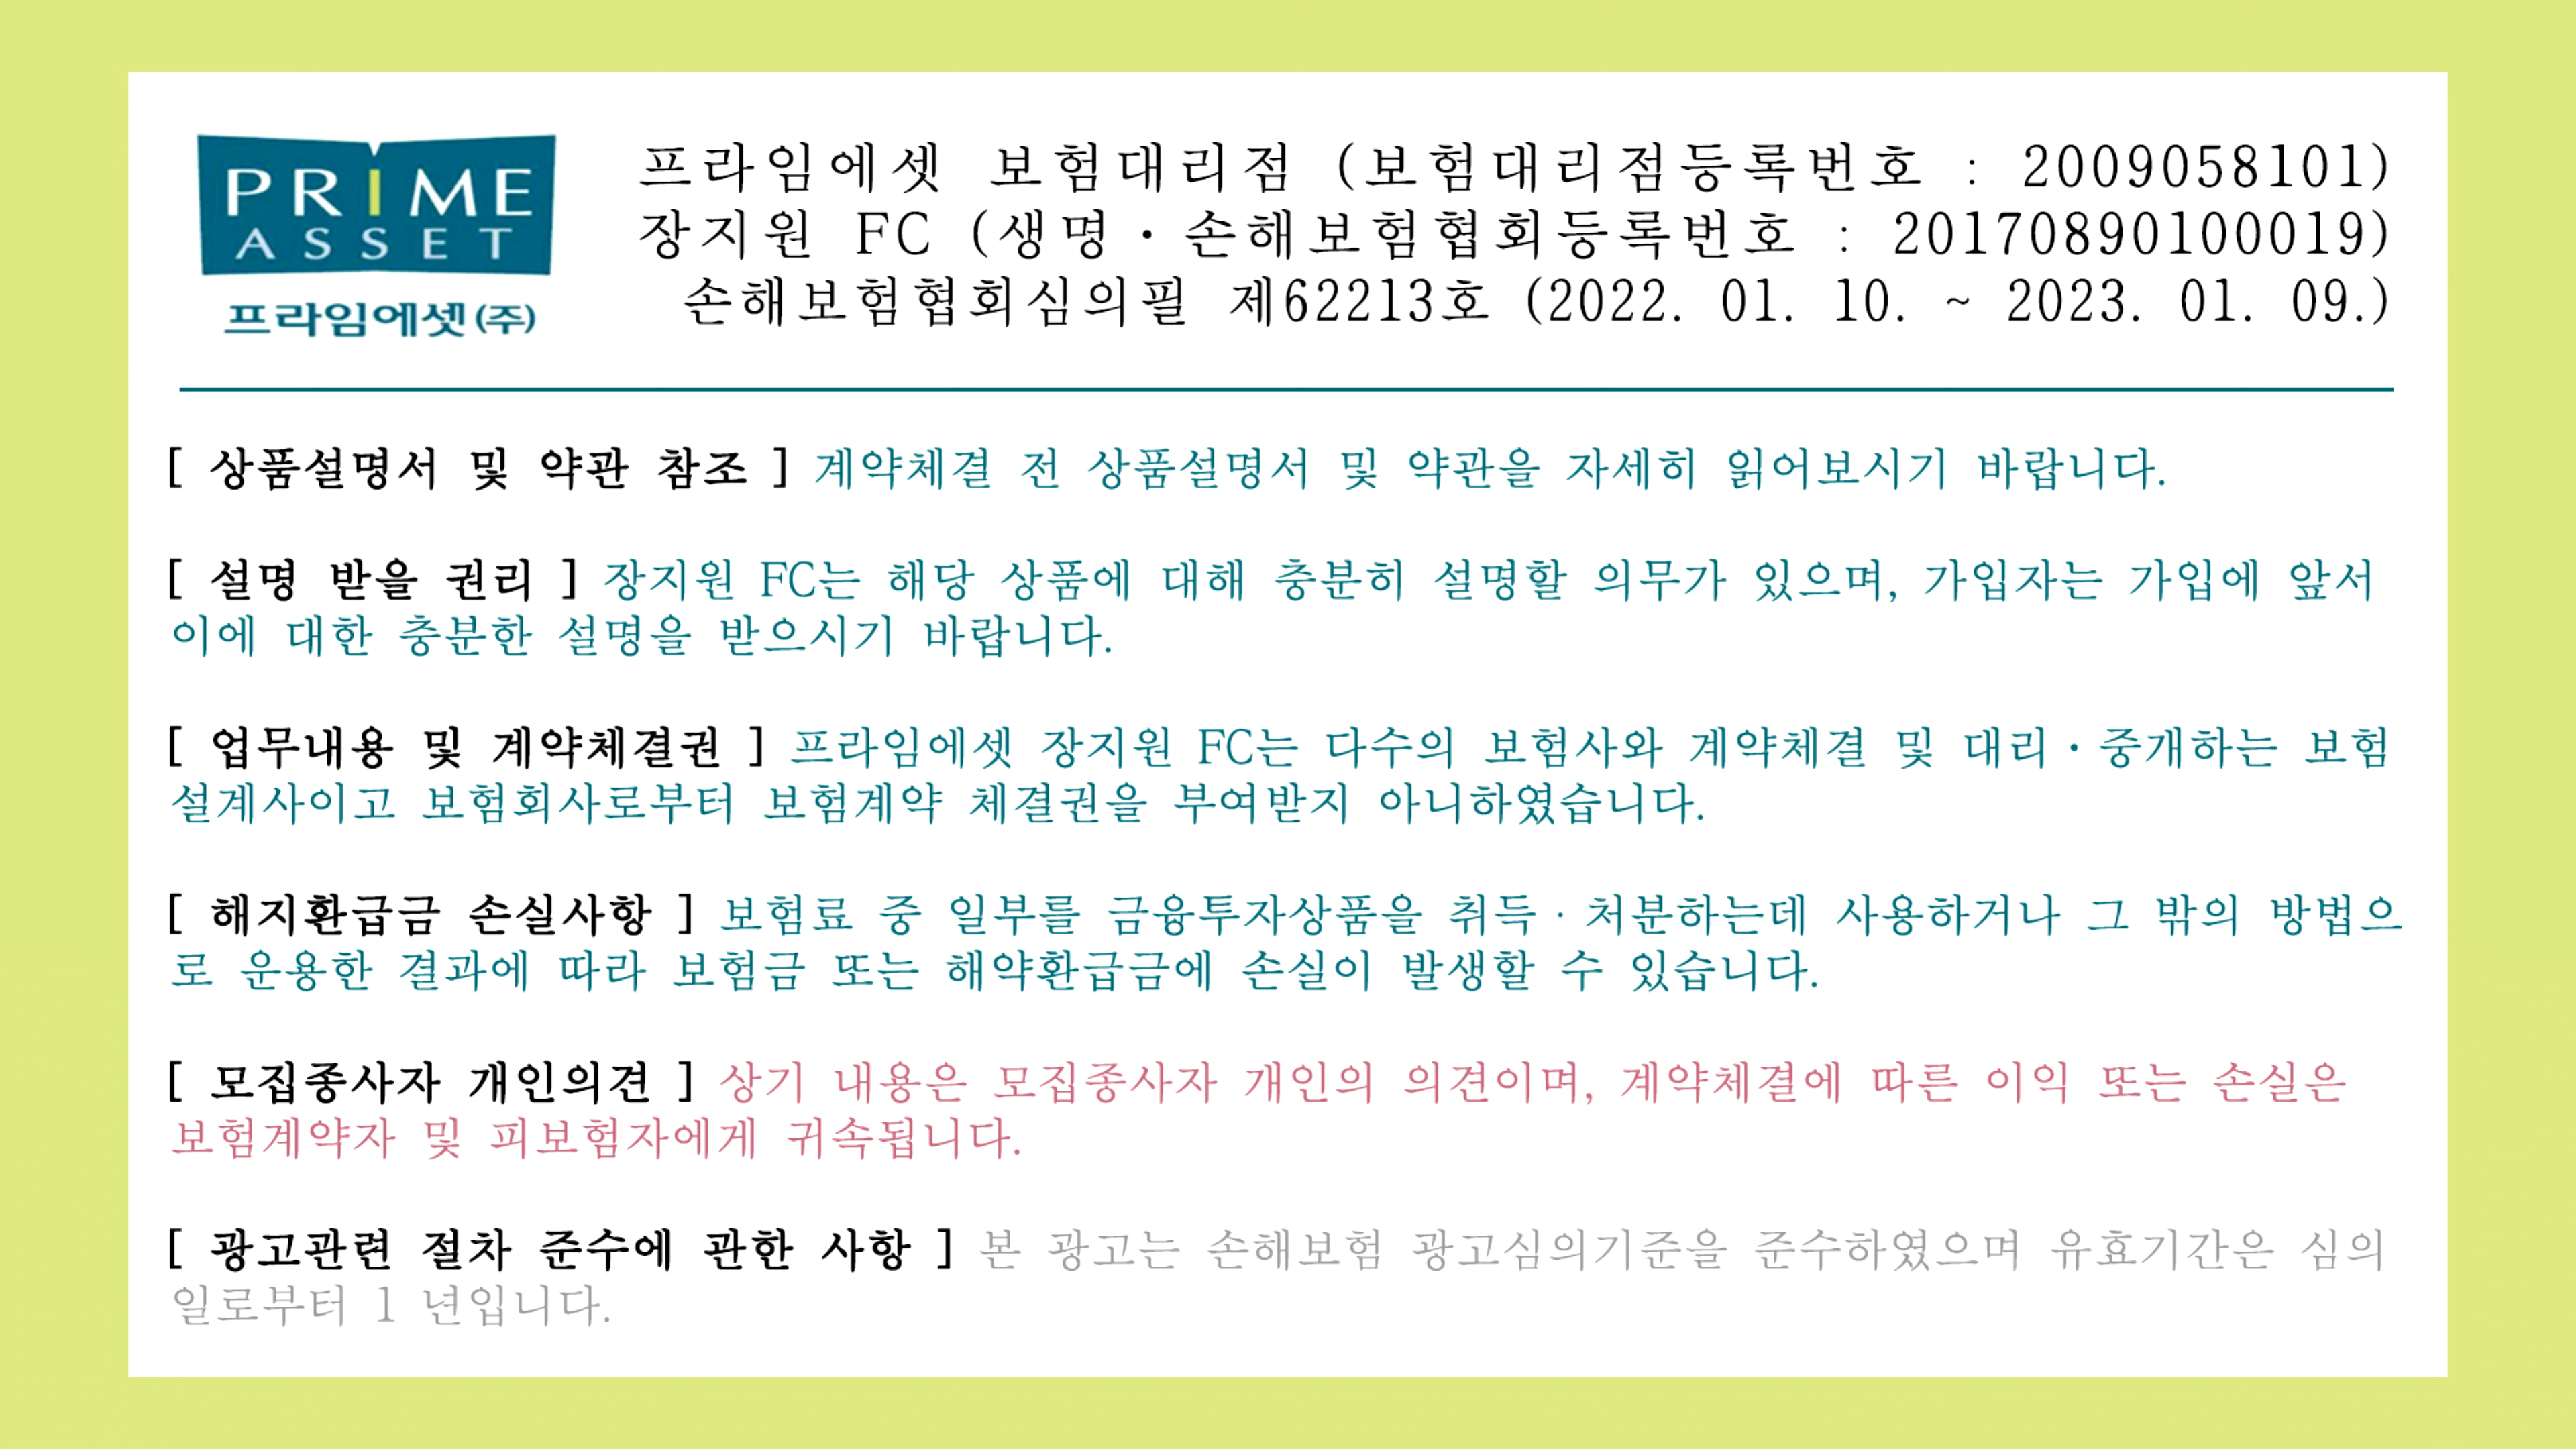 PRIME
ASSET
프라임에셋(주)
프라임에셋 보험대리점 (보험대리점등록번호 : 2009058101)
장지원 FC (생명・손해보험협회등록번호 : 20170890100019)
손해보험협회심의필 제62213호 (2022. 01. 10. ~ 2023. 01. 09.)
[ 상품설명서 및 약관 참조 ] 계약체결 전 상품설명서 및 약관을 자세히 읽어보시기 바랍니다.
[ 설명 받을 권리 ] 장지원 FC는 해당 상품에 대해 충분히 설명할 의무가 있으며, 가입자는 가입에 앞서
이에 대한 충분한 설명을 받으시기 바랍니다.
[ 업무내용 및 계약체결권 ] 프라임에셋 장지원 FC는 다수의 보험사와 계약체결 및 대리・중개하는 보험
설계사이고 보험회사로부터 보험계약 체결권을 부여받지 아니하였습니다.
[ 해지환급금 손실사항 ] 보험료 중 일부를 금융투자상품을 취득·처분하는데 사용하거나 그 밖의 방법으
로 운용한 결과에 따라 보험금 또는 해약환급금에 손실이 발생할 수 있습니다.
[ 모집종사자 개인의견 ] 상기 내용은 모집종사자 개인의 의견이며, 계약체결에 따른 이익 또는 손실은
보험계약자 및 피보험자에게 귀속됩니다.
[ 광고관련 절차 준수에 관한 사항 ] 본 광고는 손해보험 광고심의기준을 준수하였으며 유효기간은 심의
일로부터 1 년입니다.